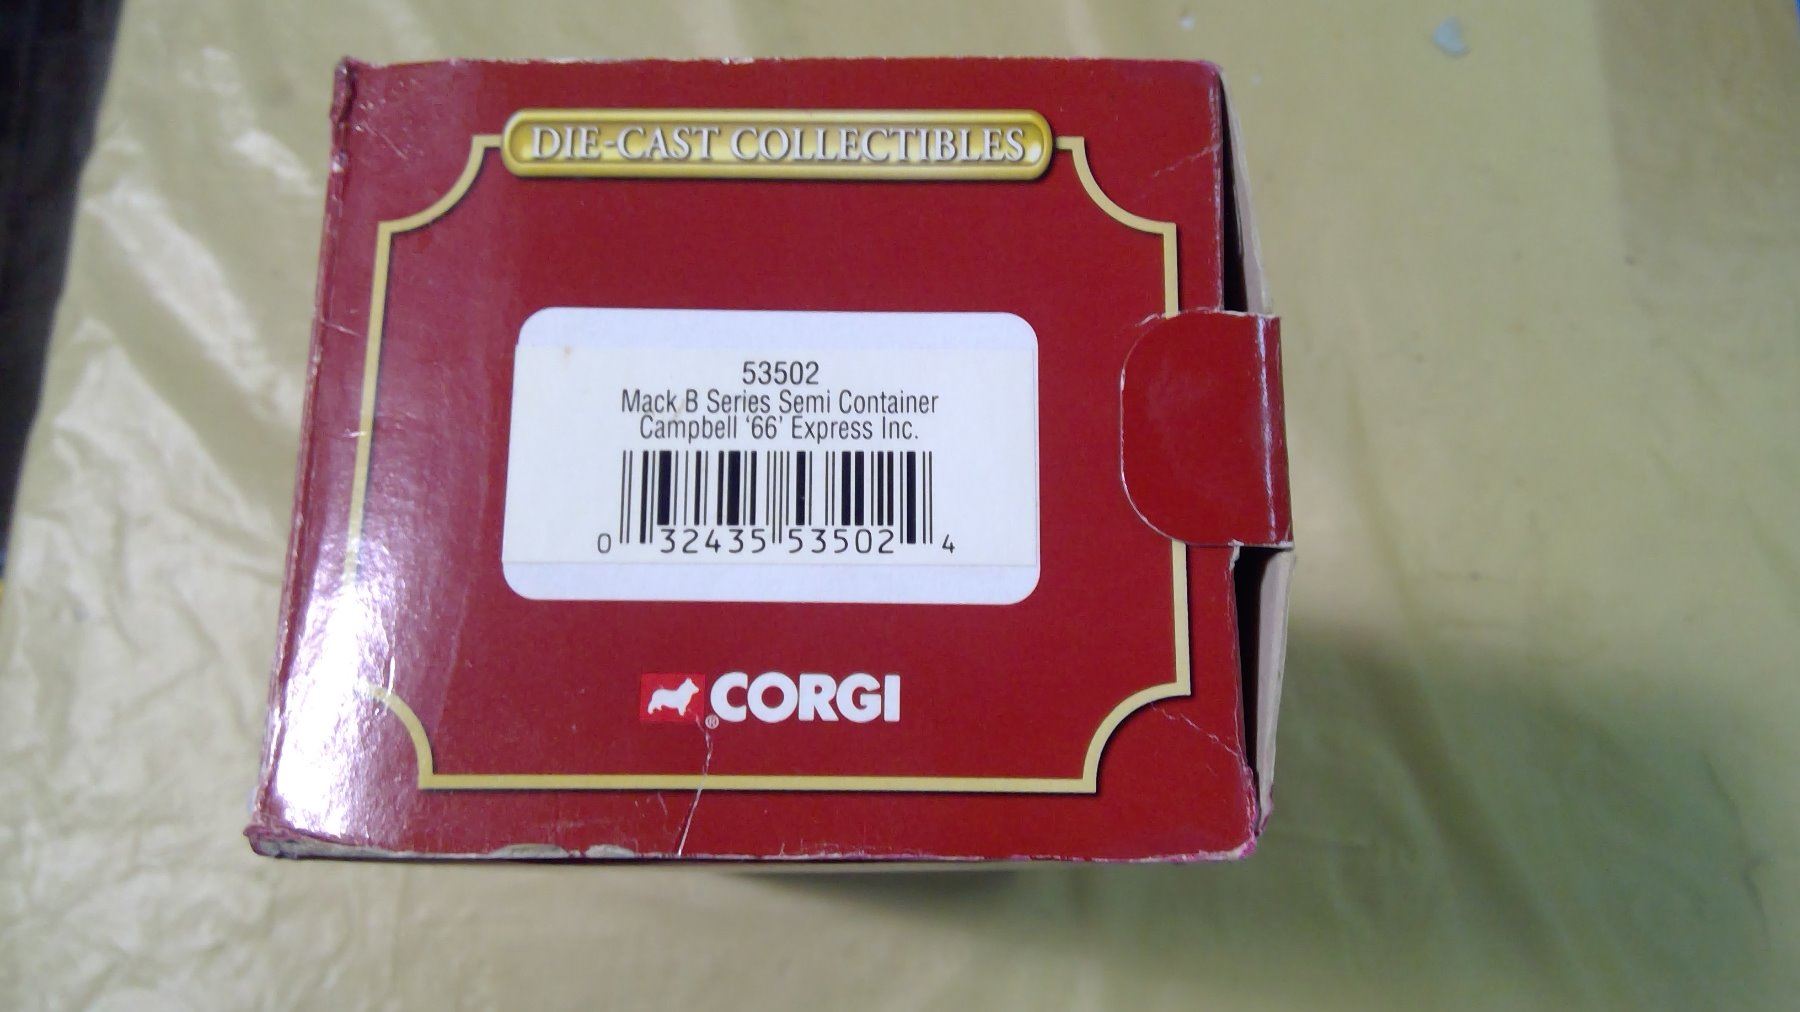 DIE-CAST COLLECTIBLES
53502
Mack B Series Semi Container
Campbell ‘66’ Express Inc.
0 32435 53502 4
® CORGI